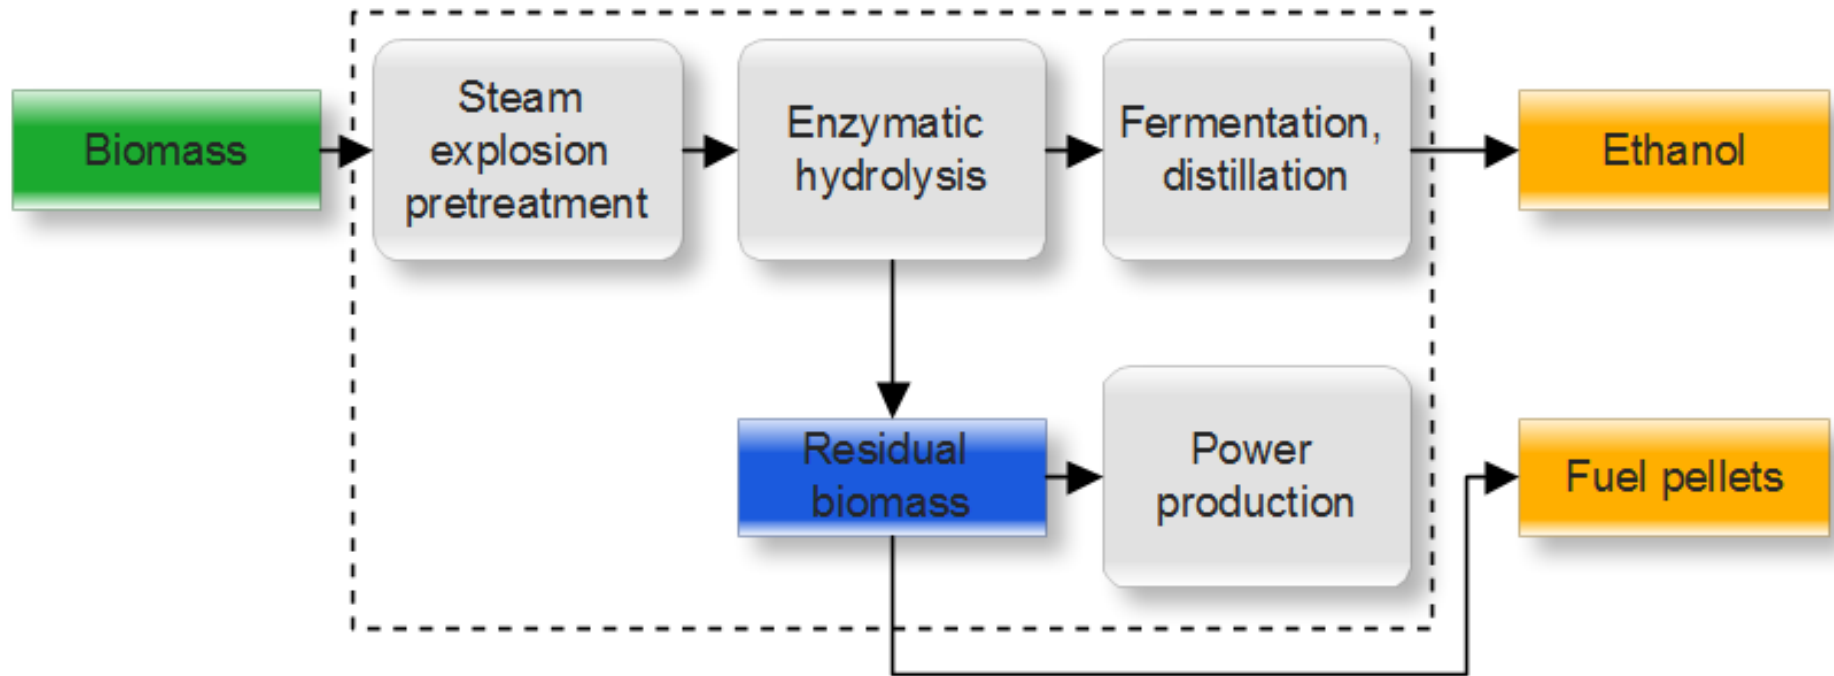 Biomass
Steam
explosion
pretreatment
Enzymatic
hydrolysis
Fermentation,
distillation
Ethanol
Residual
biomass
Power
production
Fuel pellets